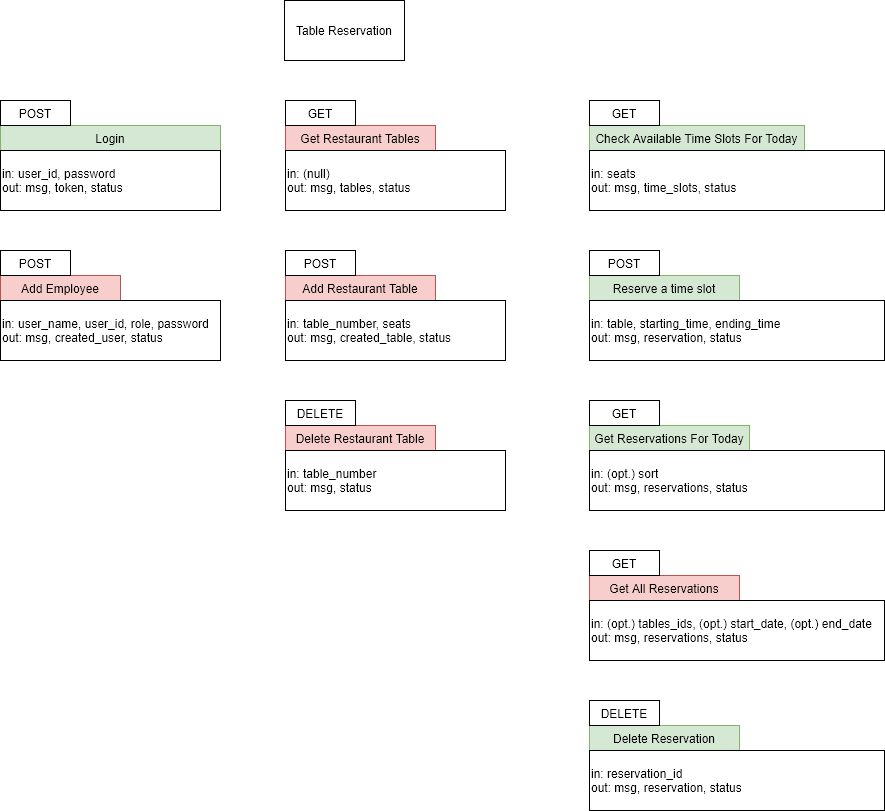 Table Reservation
POST
Login
in: user_id, password
out: msg, token, status
POST
Add Employee
in: user_name, user_id, role, password
out: msg, created_user, status
GET
Get Restaurant Tables
in: (null)
out: msg, tables, status
POST
Add Restaurant Table
in: table_number, seats
out: msg, created_table, status
DELETE
Delete Restaurant Table
in: table_number
out: msg, status
GET
Check Available Time Slots For Today
in: seats
out: msg, time_slots, status
POST
Reserve a time slot
in: table, starting_time, ending_time
out: msg, reservation, status
GET
Get Reservations For Today
in: (opt.) sort
out: msg, reservations, status
GET
Get All Reservations
in: (opt.) tables_ids, (opt.) start_date, (opt.) end_date
out: msg, reservations, status
DELETE
Delete Reservation
in: reservation_id
out: msg, reservation, status